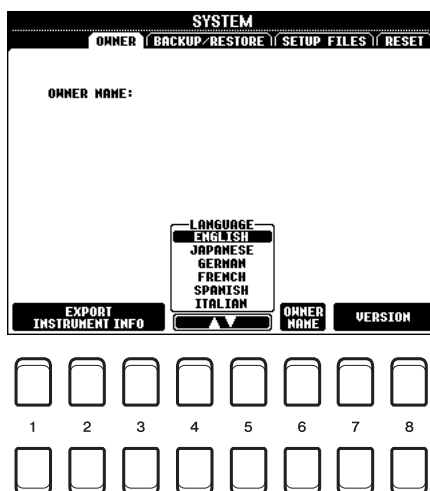 SYSTEM
OWNER BACKUP/RESTORE SETUP FILES RESET
OWNER NAME:
LANGUAGE
ENGLISH
JAPANESE
GERMAN
FRENCH
SPANISH
ITALIAN
EXPORT
INSTRUMENT INFO
OWNER
NAME
VERSION
1 2 3 4 5 6 7 8